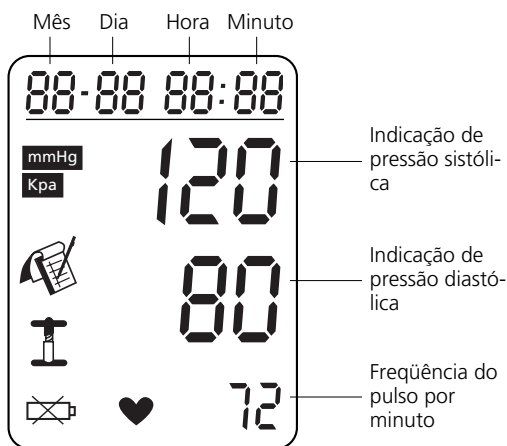 Mês Dia Hora Minuto
88-88 88:88
mmHg
Kpa
120
Indicação de
pressão sistóli-
ca
80
Indicação de
pressão diastó-
lica
72
Freqüência do
pulso por
minuto